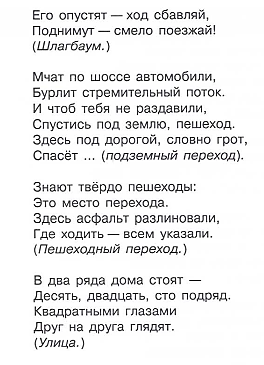 Его опустят — ход сбавляй,
Поднимут — смело поезжай!
(Шлагбаум.)
Мчат по шоссе автомобили,
Бурлит стремительный поток.
И чтоб тебя не раздавили,
Спустись под землю, пешеход.
Здесь под дорогой, словно грот,
Спасёт ... (подземный переход).
Знают твёрдо пешеходы:
Это место перехода.
Здесь асфальт разлиновали,
Где ходить — всем указали.
(Пешеходный переход.)
В два ряда дома стоят —
Десять, двадцать, сто подряд.
Квадратными глазами
Друг на друга глядят.
(Улица.)